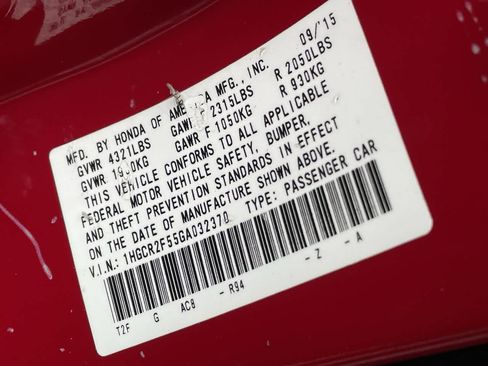 MFD. BY HONDA OF AMERICA MFG., INC. 09/'15
GVWR 4321LBS GAWR F 2315LBS R 2050LBS
GVWR 1960KG GAWR F 1050KG R 930KG
THIS VEHICLE CONFORMS TO ALL APPLICABLE
FEDERAL MOTOR VEHICLE SAFETY, BUMPER,
AND THEFT PREVENTION STANDARDS IN EFFECT
ON THE DATE OF MANUFACTURE SHOWN ABOVE.
V.I.N: 1HGCR2F55GA032370 TYPE: PASSENGER CAR
T2F G AC8 - R94 - Z - A